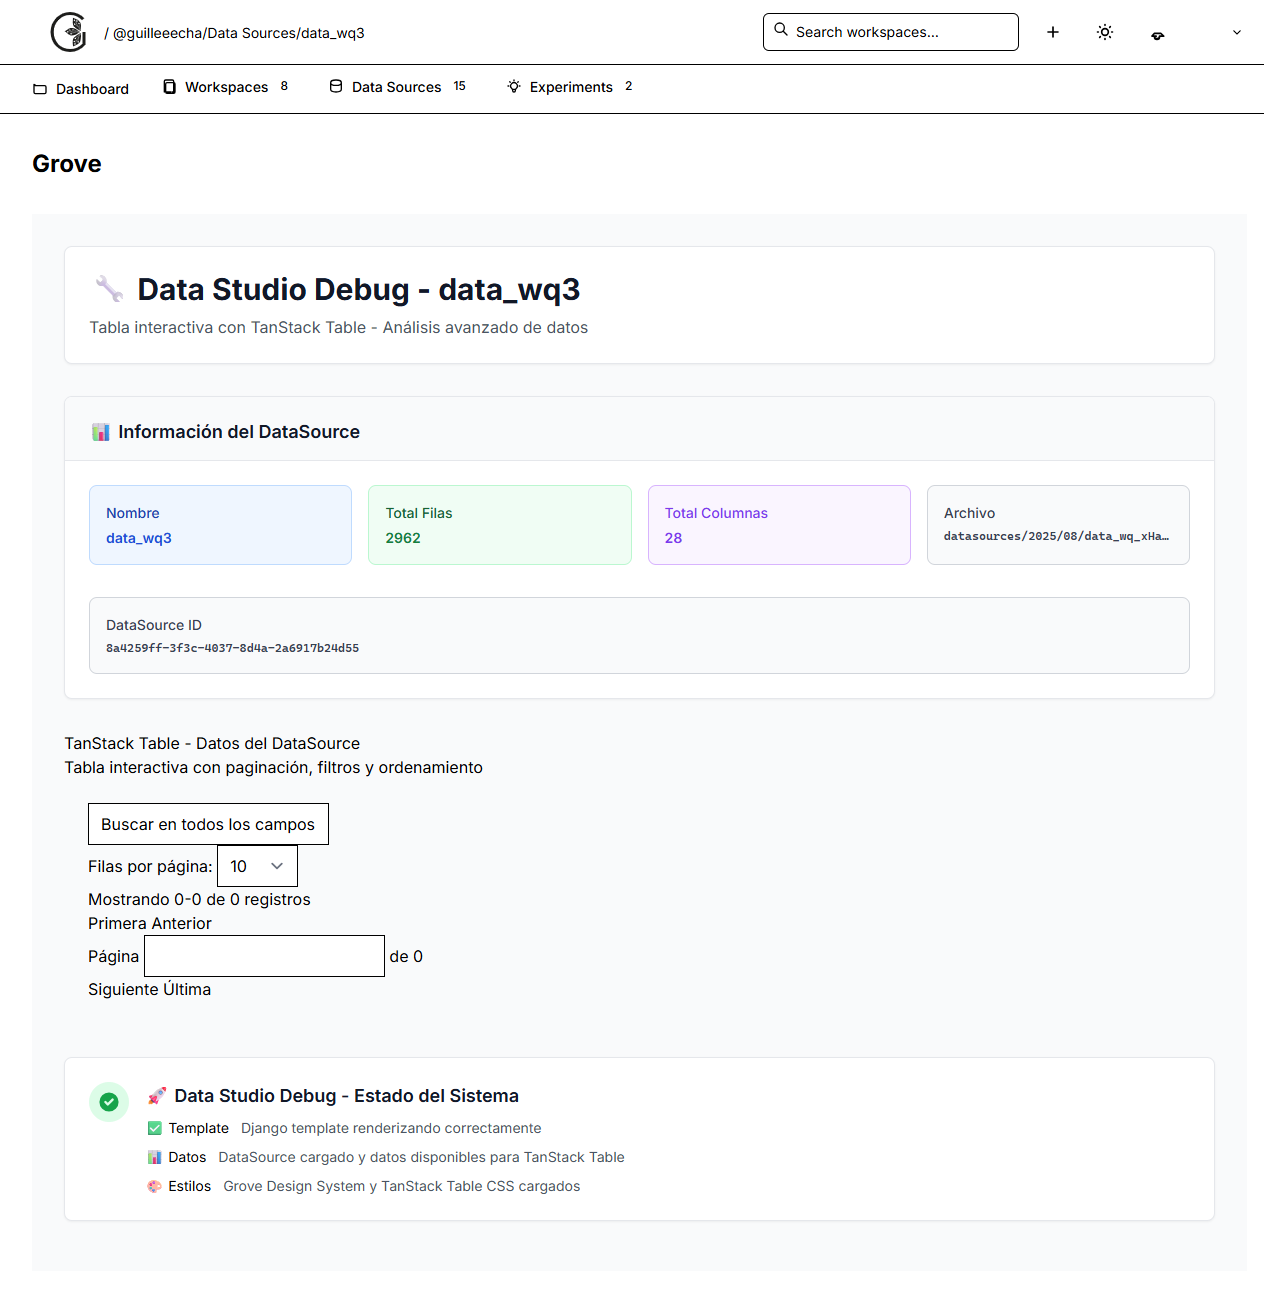 / @guilleeecha/Data Sources/data_wq3
Search workspaces...
Dashboard
Workspaces 8
Data Sources 15
Experiments 2
Grove
Data Studio Debug - data_wq3
Tabla interactiva con TanStack Table - Análisis avanzado de datos
Información del DataSource
Nombre
data_wq3
Total Filas
2962
Total Columnas
28
Archivo
datasources/2025/08/data_wq_xHa…
DataSource ID
8a4259ff-3f3c-4037-8d4a-2a6917b24d55
TanStack Table - Datos del DataSource
Tabla interactiva con paginación, filtros y ordenamiento
Buscar en todos los campos
Filas por página: 10
Mostrando 0-0 de 0 registros
Primera Anterior
Página de 0
Siguiente Última
Data Studio Debug - Estado del Sistema
Template Django template renderizando correctamente
Datos DataSource cargado y datos disponibles para TanStack Table
Estilos Grove Design System y TanStack Table CSS cargados